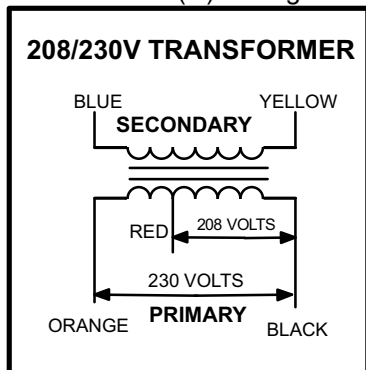 208/230V TRANSFORMER
BLUE YELLOW
SECONDARY
RED 208 VOLTS
230 VOLTS
ORANGE PRIMARY BLACK